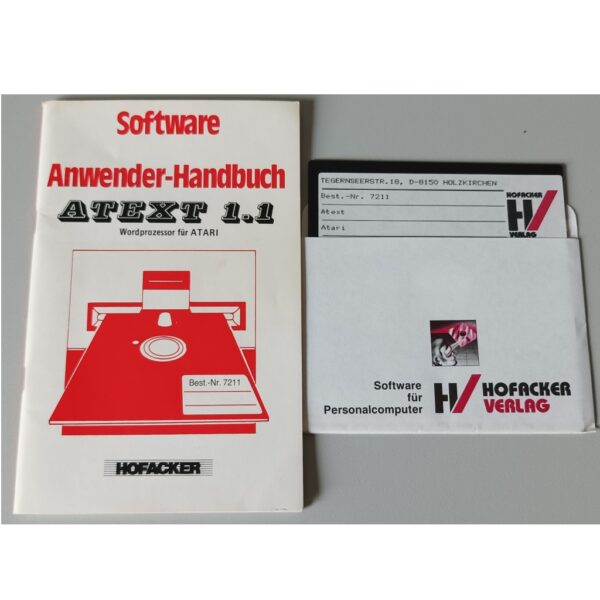 Software
Anwender-Handbuch
ATEXT 1.1
Wordprozessor für ATARI
Best.-Nr. 7211
HOFACKER
TEGERNSEERSTR.18, D-8150 HOLZKIRCHEN
Best.-Nr. 7211
Atext
Atari
HOFACKER
H
VERLAG
Software
für
Personalcomputer
H
HOFACKER
VERLAG